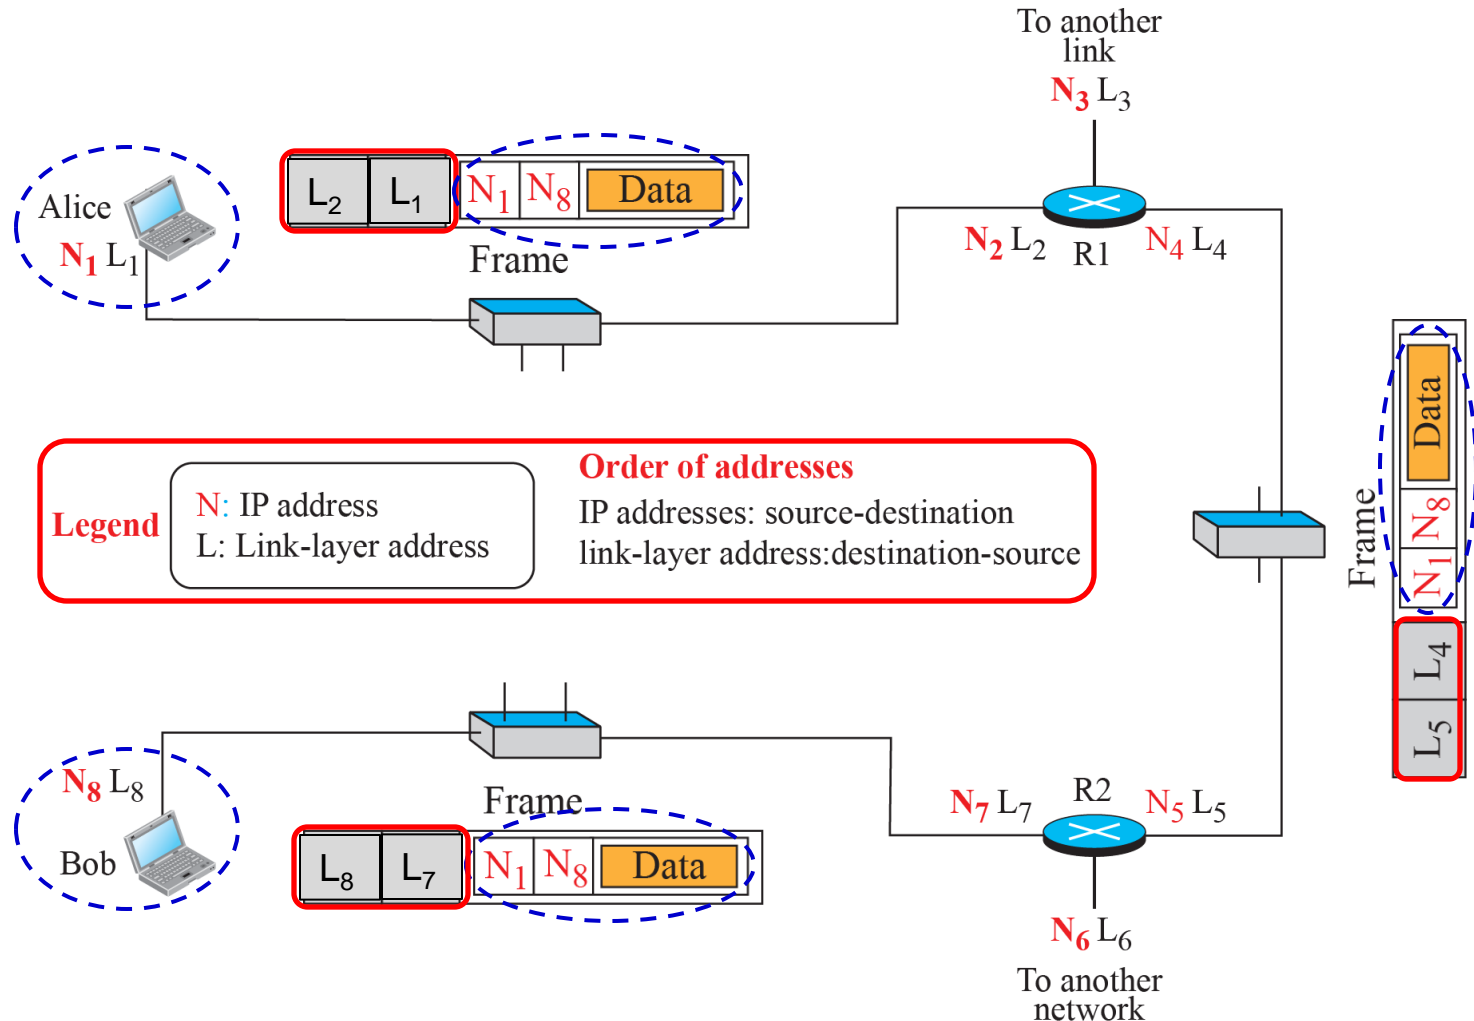 To another
link
N3 L3
Alice
N1 L1
L2 L1 N1 N8 Data
Frame
N2 L2
R1
N4 L4
Legend
N: IP address
L: Link-layer address
Order of addresses
IP addresses: source-destination
link-layer address:destination-source
Frame
Data
N8
N1
L4
L5
N8 L8
Bob
Frame
L8 L7 N1 N8 Data
N7 L7
R2
N5 L5
N6 L6
To another
network